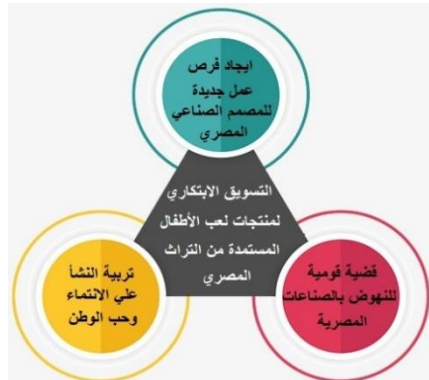 ايجاد فرص
عمل جديدة
للمصمم الصناعي
المصري
التسويق الابتكاري
لمنتجات لعب الأطفال
المستمدة من التراث
المصري
قضية قومية
للنهوض بالصناعات
المصرية
تربية النشأ
علي الانتماء
وحب الوطن